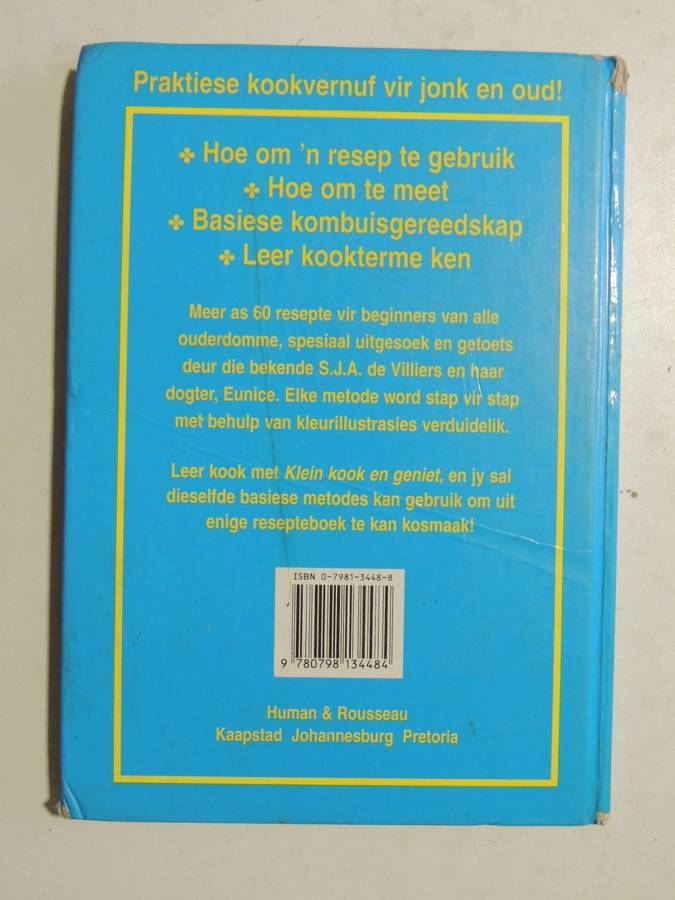 Praktiese kookvernuf vir jonk en oud!
✤ Hoe om 'n resep te gebruik
✤ Hoe om te meet
✤ Basiese kombuisgereedskap
✤ Leer kookterme ken
Meer as 60 resepte vir beginners van alle
ouderdomme, spesiaal uitgesoek en getoets
deur die bekende S.J.A. de Villiers en haar
dogter, Eunice. Elke metode word stap vir stap
met behulp van kleurillustrasies verduidelik.
Leer kook met Klein kook en geniet, en jy sal
dieselfde basiese metodes kan gebruik om uit
enige resepteboek te kan kosmaak!
ISBN 0-7981-3448-8
9 780798 134484
Human & Rousseau
Kaapstad Johannesburg Pretoria